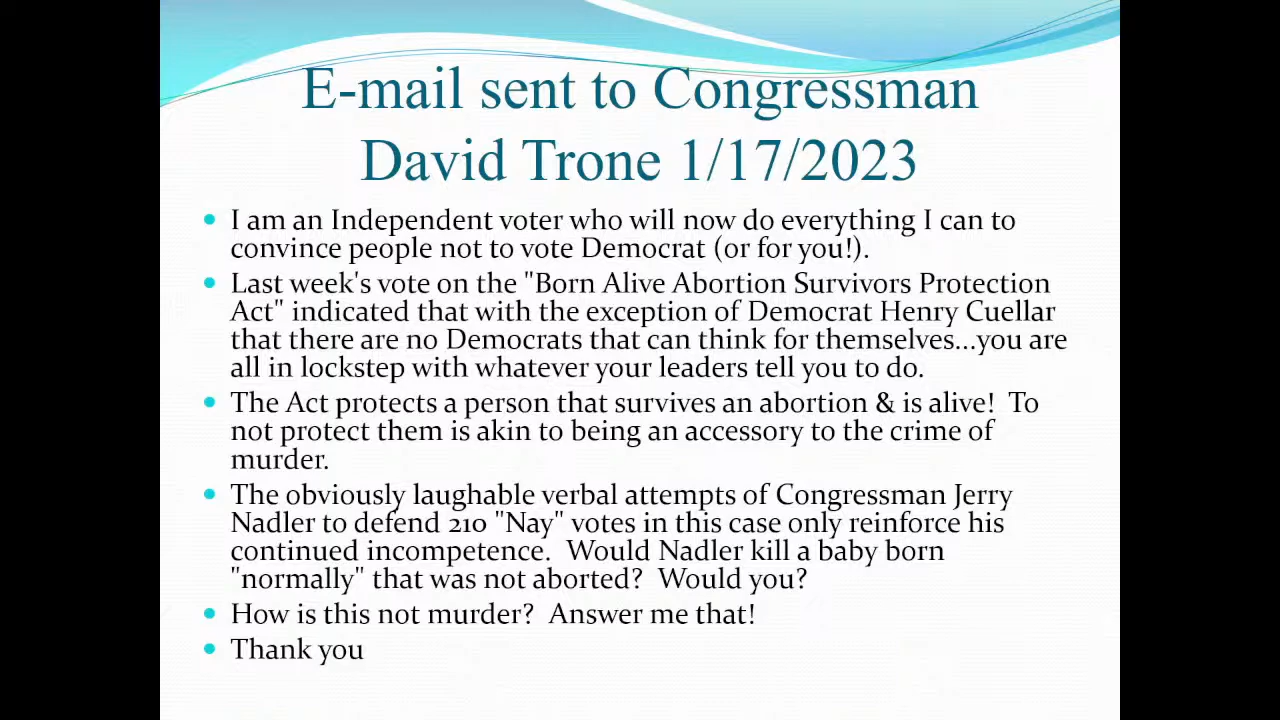 E-mail sent to Congressman
David Trone 1/17/2023
• I am an Independent voter who will now do everything I can to
convince people not to vote Democrat (or for you!).
• Last week's vote on the "Born Alive Abortion Survivors Protection
Act" indicated that with the exception of Democrat Henry Cuellar
that there are no Democrats that can think for themselves...you are
all in lockstep with whatever your leaders tell you to do.
• The Act protects a person that survives an abortion & is alive!  To
not protect them is akin to being an accessory to the crime of
murder.
• The obviously laughable verbal attempts of Congressman Jerry
Nadler to defend 210 "Nay" votes in this case only reinforce his
continued incompetence.  Would Nadler kill a baby born
"normally" that was not aborted?  Would you?
• How is this not murder?  Answer me that!
• Thank you